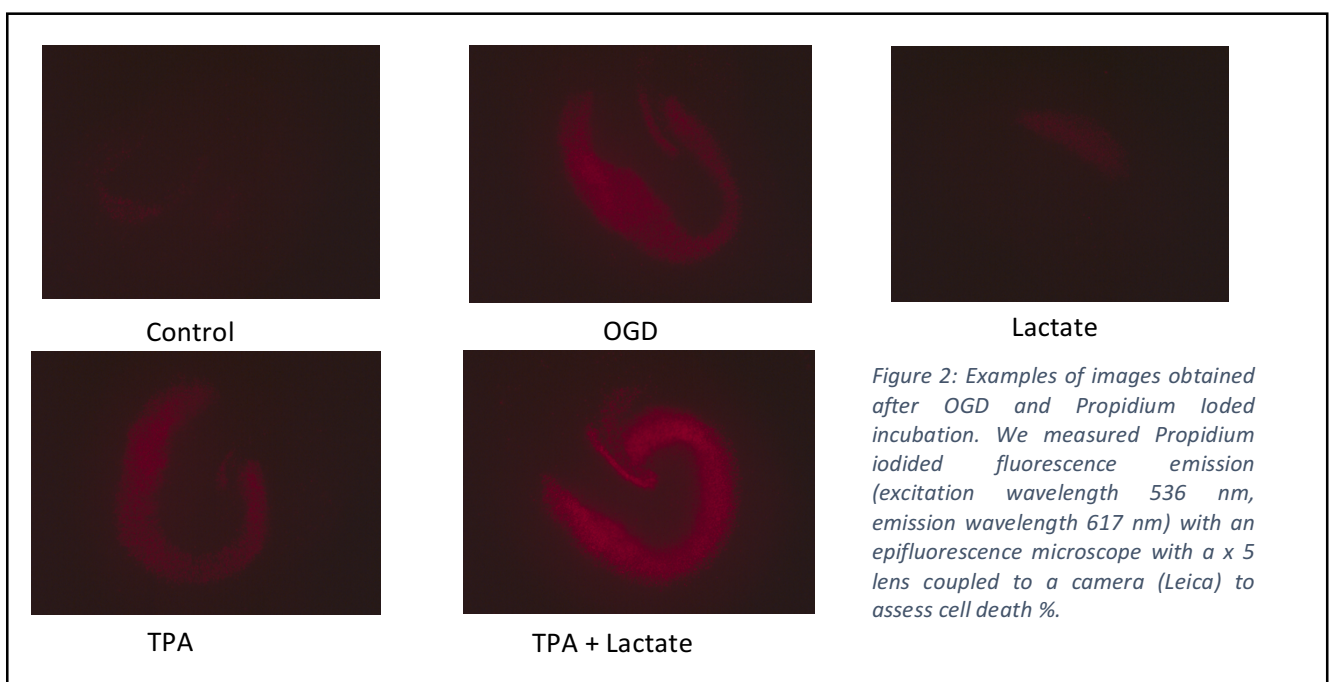 Control
OGD
Lactate
TPA
TPA + Lactate
Figure 2: Examples of images obtained
after OGD and Propidium Ioded
incubation. We measured Propidium
iodided fluorescence emission
(excitation wavelength 536 nm,
emission wavelength 617 nm) with an
epifluorescence microscope with a x 5
lens coupled to a camera (Leica) to
assess cell death %.